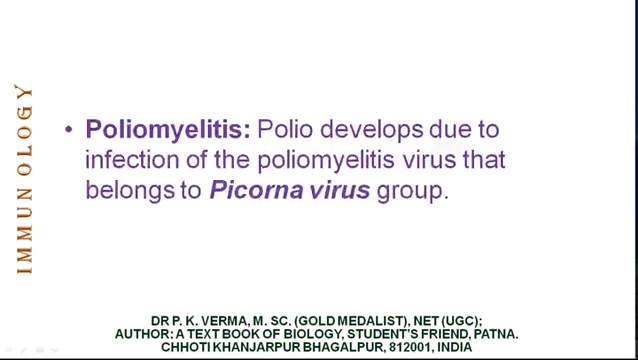 IMMUNOLOGY
• Poliomyelitis: Polio develops due to
infection of the poliomyelitis virus that
belongs to Picorna virus group.
DR P. K. VERMA, M. SC. (GOLD MEDALIST), NET (UGC);
AUTHOR: A TEXT BOOK OF BIOLOGY, STUDENT'S FRIEND, PATNA.
CHHOTI KHANJARPUR BHAGALPUR, 812001, INDIA